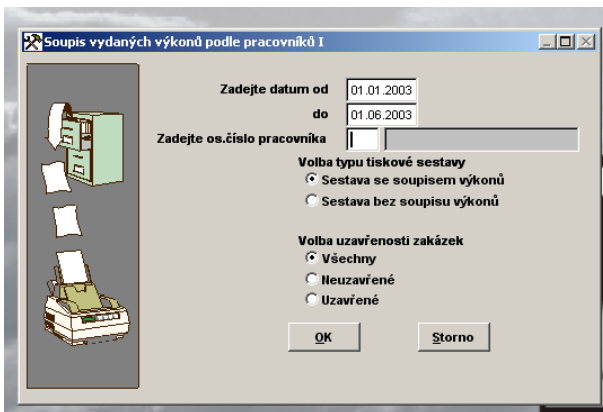 Soupis vydaných výkonů podle pracovníků I
Zadejte datum od 01.01.2003
do 01.06.2003
Zadejte os.číslo pracovníka
Volba typu tiskové sestavy
Sestava se soupisem výkonů
Sestava bez soupisu výkonů
Volba uzavřenosti zakázek
Všechny
Neuzavřené
Uzavřené
OK Storno